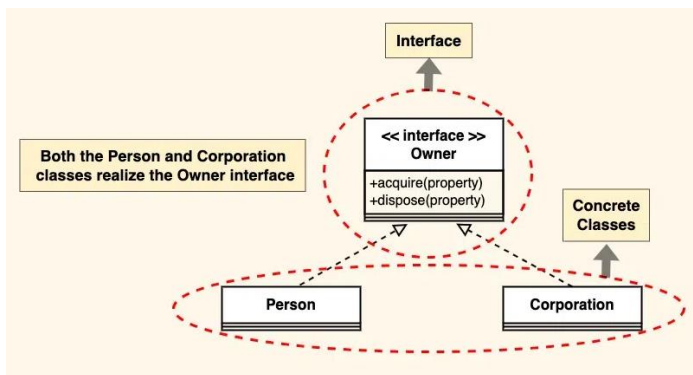 Interface
<< interface >>
Owner
+acquire(property)
+dispose(property)
Both the Person and Corporation
classes realize the Owner interface
Concrete
Classes
Person
Corporation